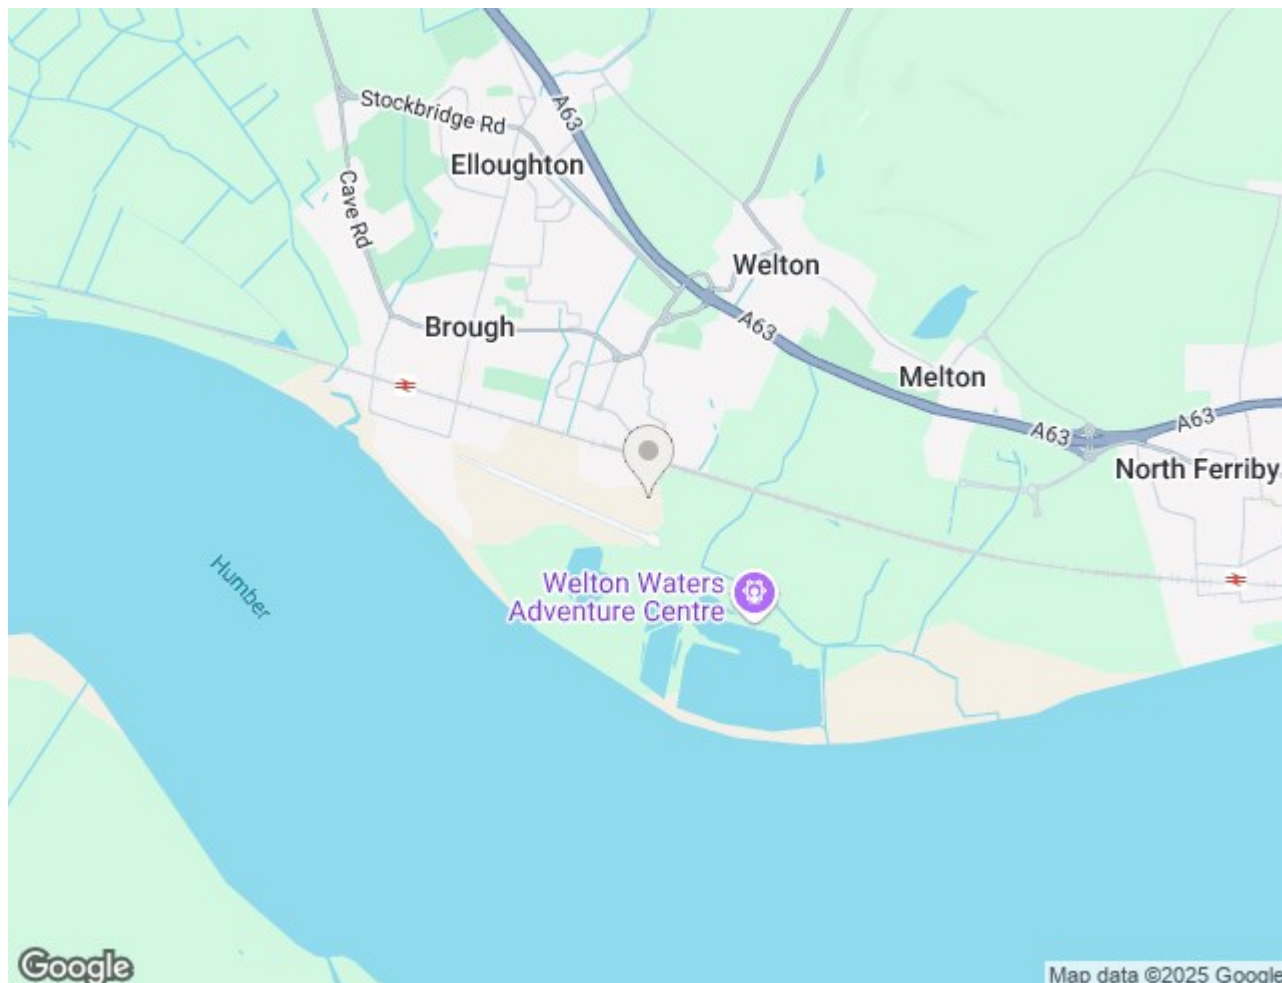 A63
Stockbridge Rd
Elloughton
Cave Rd
Welton
Brough
A63
Melton
A63
A63
North Ferriby
Humber
Welton Waters
Adventure Centre
Google
Map data ©2025 Google